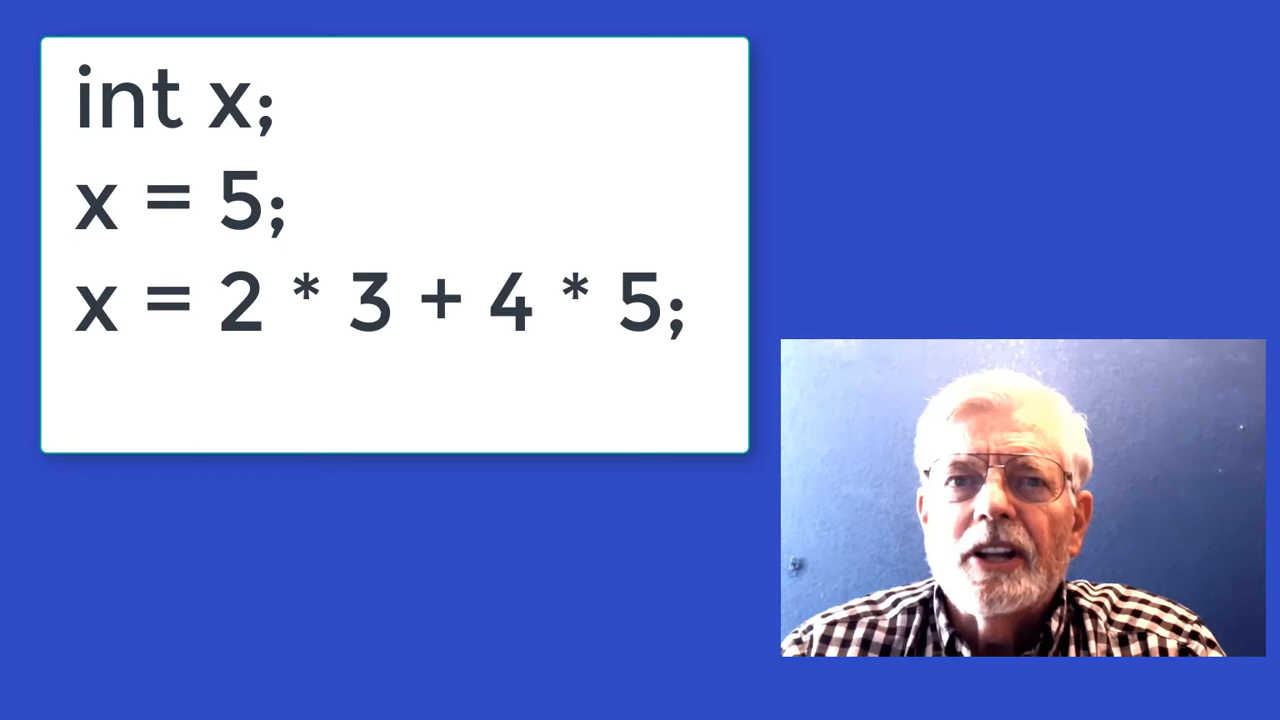 int x;
x = 5;
x = 2 * 3 + 4 * 5;